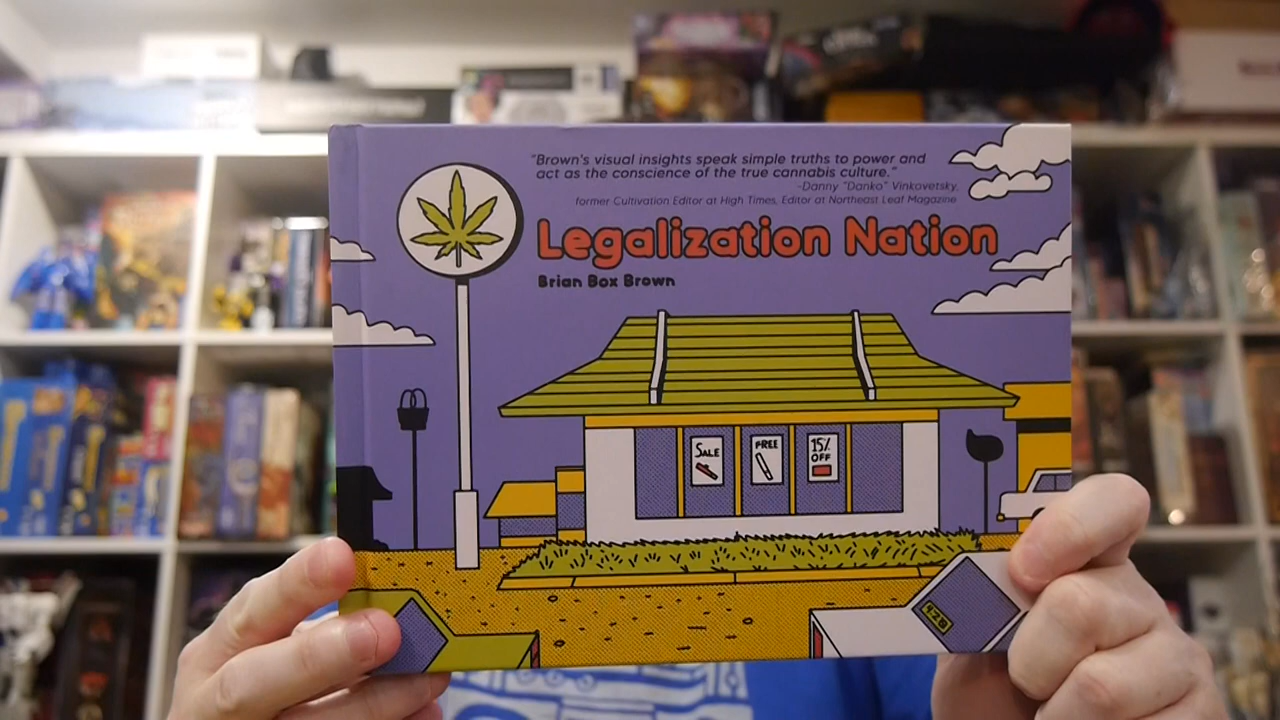 "Brown's visual insights speak simple truths to power and
act as the conscience of the true cannabis culture."
-Danny "Danko" Vinkovetsky,
former Cultivation Editor at High Times, Editor at Northeast Leaf Magazine
Legalization Nation
Brian Box Brown
SALE
FREE
15%
OFF
420